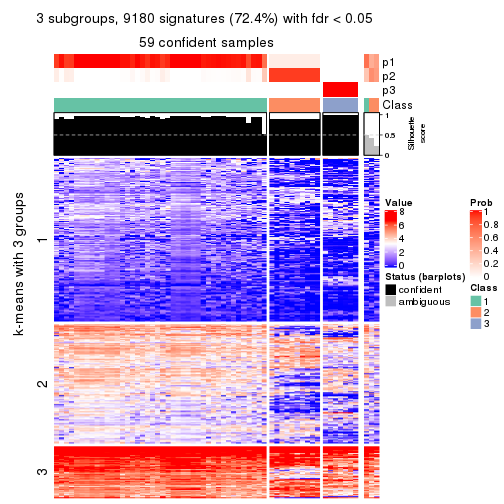 3 subgroups, 9180 signatures (72.4%) with fdr < 0.05
59 confident samples
p1
p2
p3
Class
1
0.5
0
Silhouette
score
k-means with 3 groups
1
2
3
Value
8
6
4
2
0
Status (barplots)
confident
ambiguous
Prob
1
0.8
0.6
0.4
0.2
0
Class
1
2
3